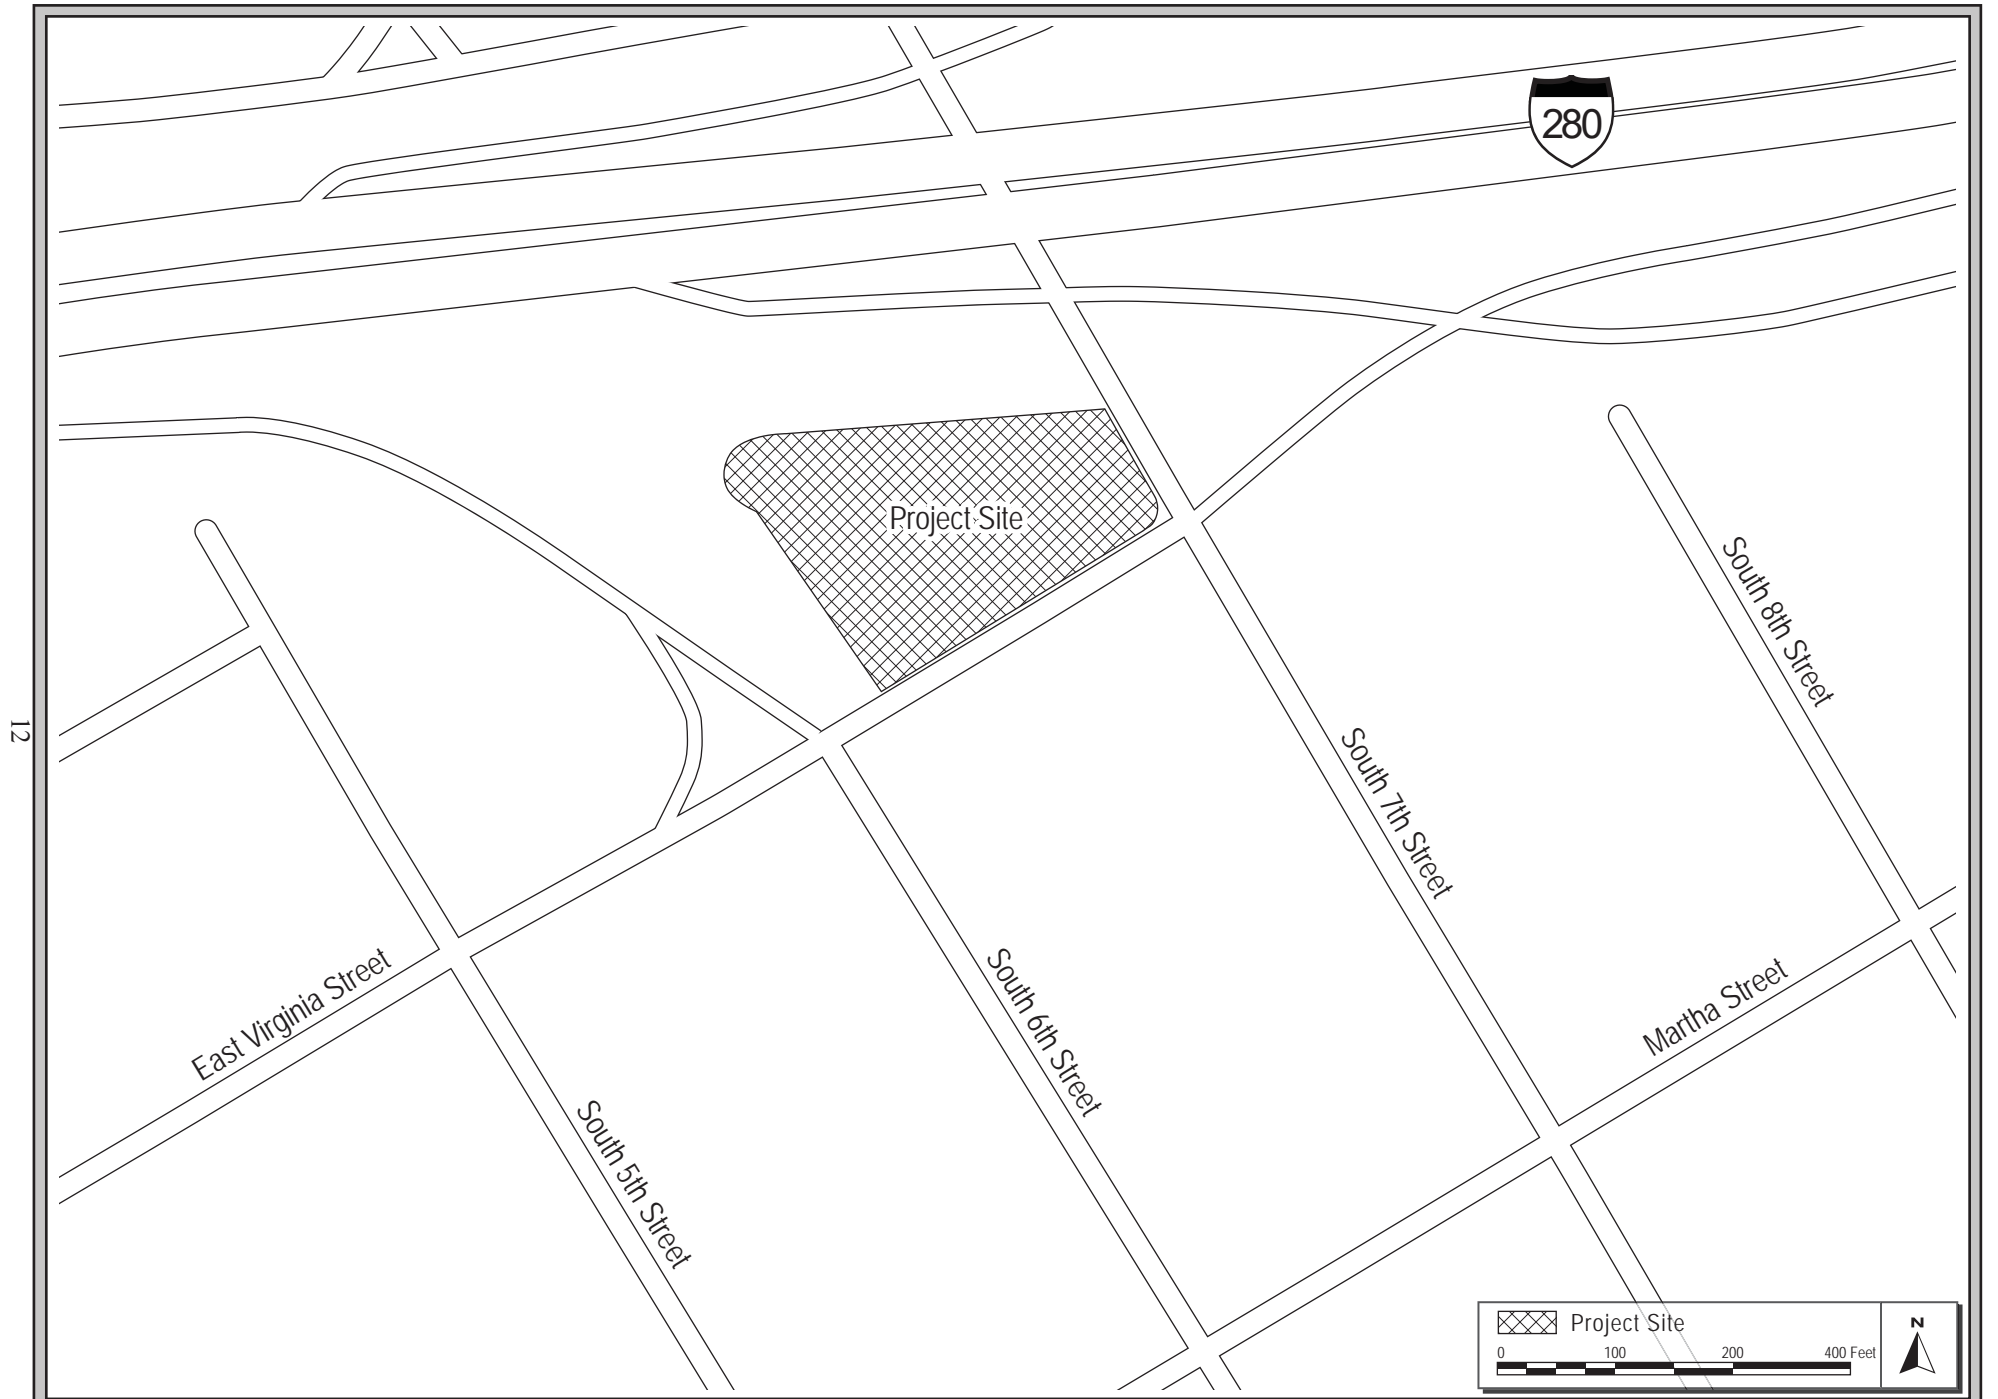 280
Project Site
South 8th Street
12
South 7th Street
East Virginia Street
South 6th Street
Martha Street
South 5th Street
Project Site
N
0 100 200 400 Feet